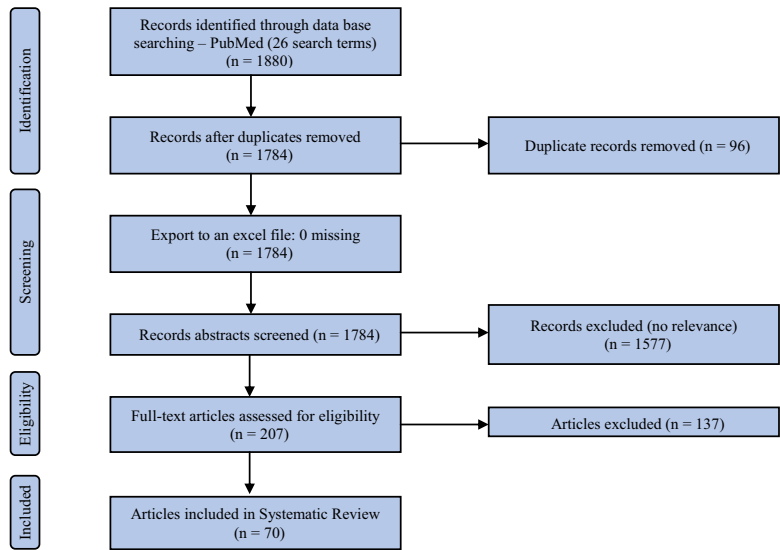 Identification
Records identified through data base
searching – PubMed (26 search terms)
(n = 1880)
Records after duplicates removed
(n = 1784)
Duplicate records removed (n = 96)
Screening
Export to an excel file: 0 missing
(n = 1784)
Records abstracts screened (n = 1784)
Records excluded (no relevance)
(n = 1577)
Eligibility
Full-text articles assessed for eligibility
(n = 207)
Articles excluded (n = 137)
Included
Articles included in Systematic Review
(n = 70)